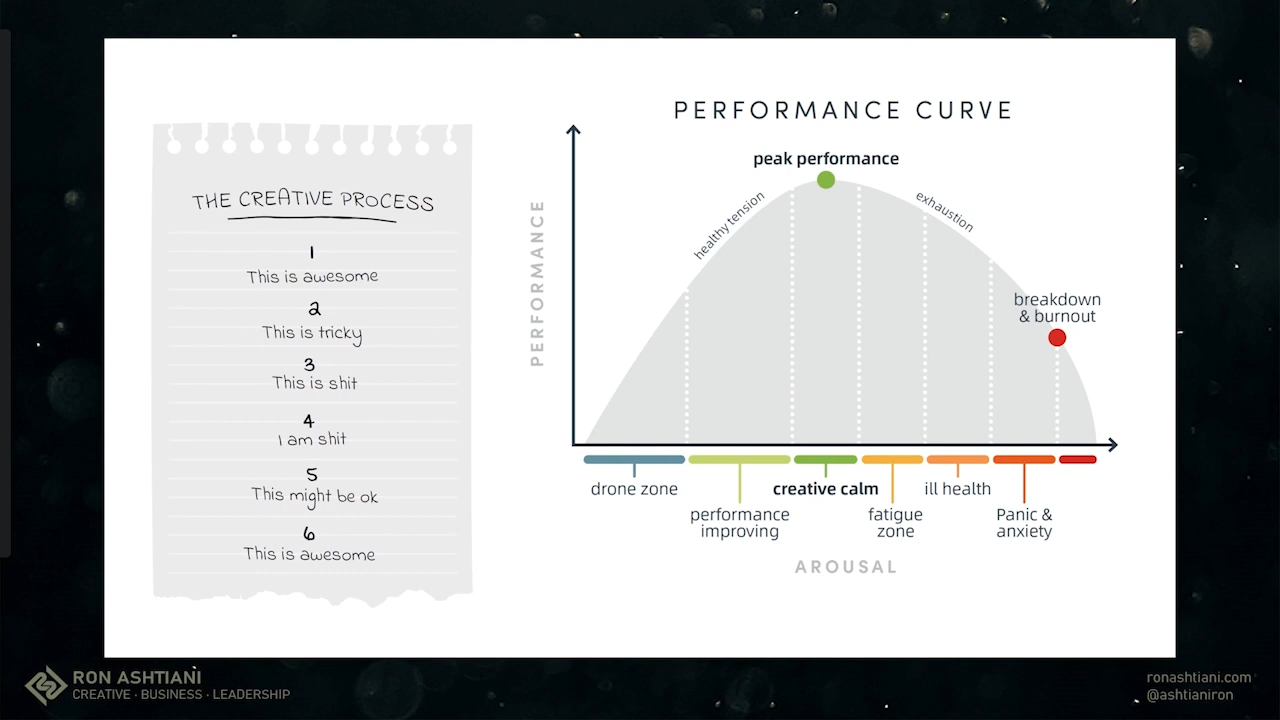 THE CREATIVE PROCESS
1
This is awesome
2
This is tricky
3
This is shit
4
I am shit
5
This might be ok
6
This is awesome
PERFORMANCE CURVE
peak performance
healthy tension
exhaustion
breakdown
& burnout
PERFORMANCE
drone zone
performance
improving
creative calm
fatigue
zone
ill health
Panic &
anxiety
AROUSAL
RON ASHTIANI
CREATIVE · BUSINESS · LEADERSHIP
ronashtiani.com
@ashtianiron